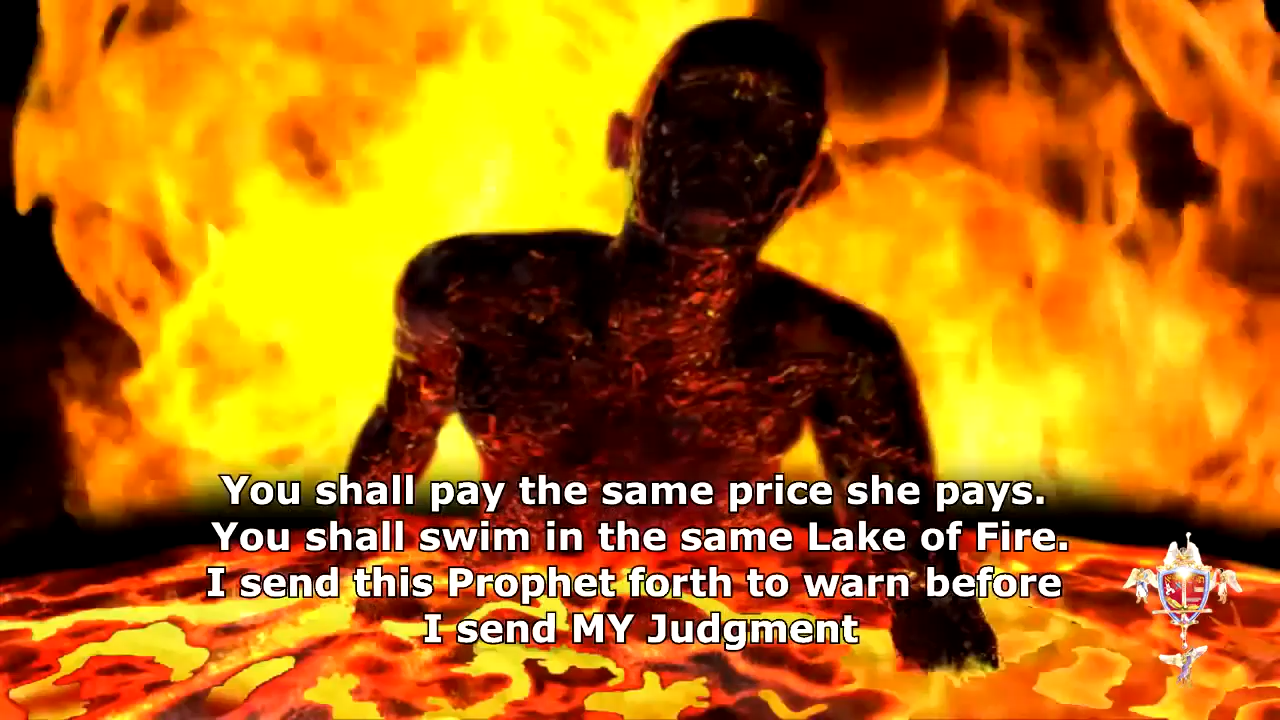 You shall pay the same price she pays.
You shall swim in the same Lake of Fire.
I send this Prophet forth to warn before
I send MY Judgment